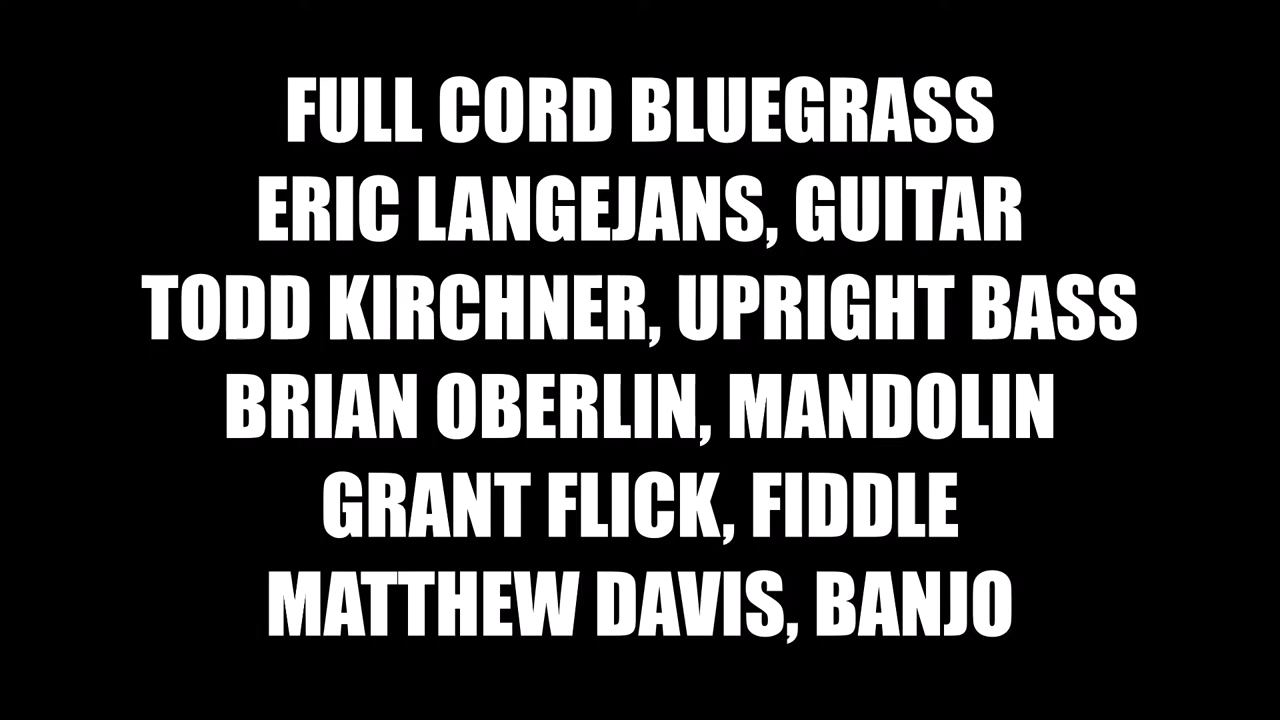 FULL CORD BLUEGRASS
ERIC LANGEJANS, GUITAR
TODD KIRCHNER, UPRIGHT BASS
BRIAN OBERLIN, MANDOLIN
GRANT FLICK, FIDDLE
MATTHEW DAVIS, BANJO